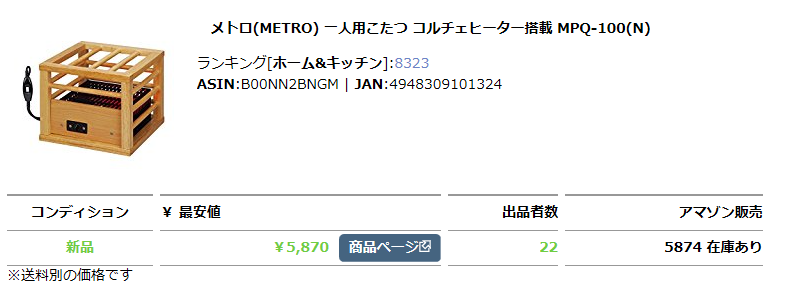 メトロ(METRO) 一人用こたつ コルチェヒーター搭載 MPQ-100(N)
ランキング[ホーム&キッチン]:8323
ASIN:B00NN2BNGM | JAN:4948309101324
コンディション ￥ 最安値 出品者数 アマゾン販売
新品 ￥5,870 商品ページ 22 5874 在庫あり
※送料別の価格です